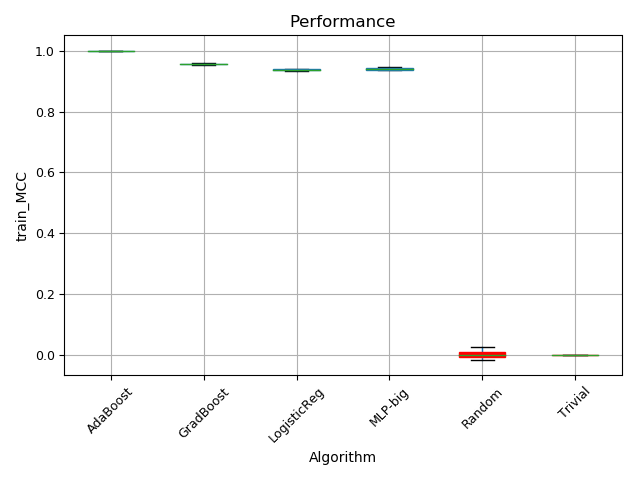 Performance
1.0
0.8
0.6
0.4
0.2
0.0
train_MCC
AdaBoost
GradBoost
LogisticReg
MLP-big
Random
Trivial
Algorithm